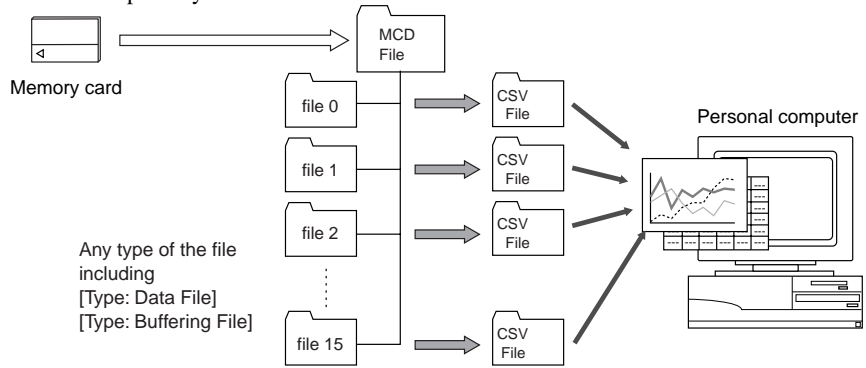 MCD
File
Memory card
file 0
CSV
File
Personal computer
file 1
CSV
File
file 2
CSV
File
Any type of the file
including
[Type: Data File]
[Type: Buffering File]
file 15
CSV
File